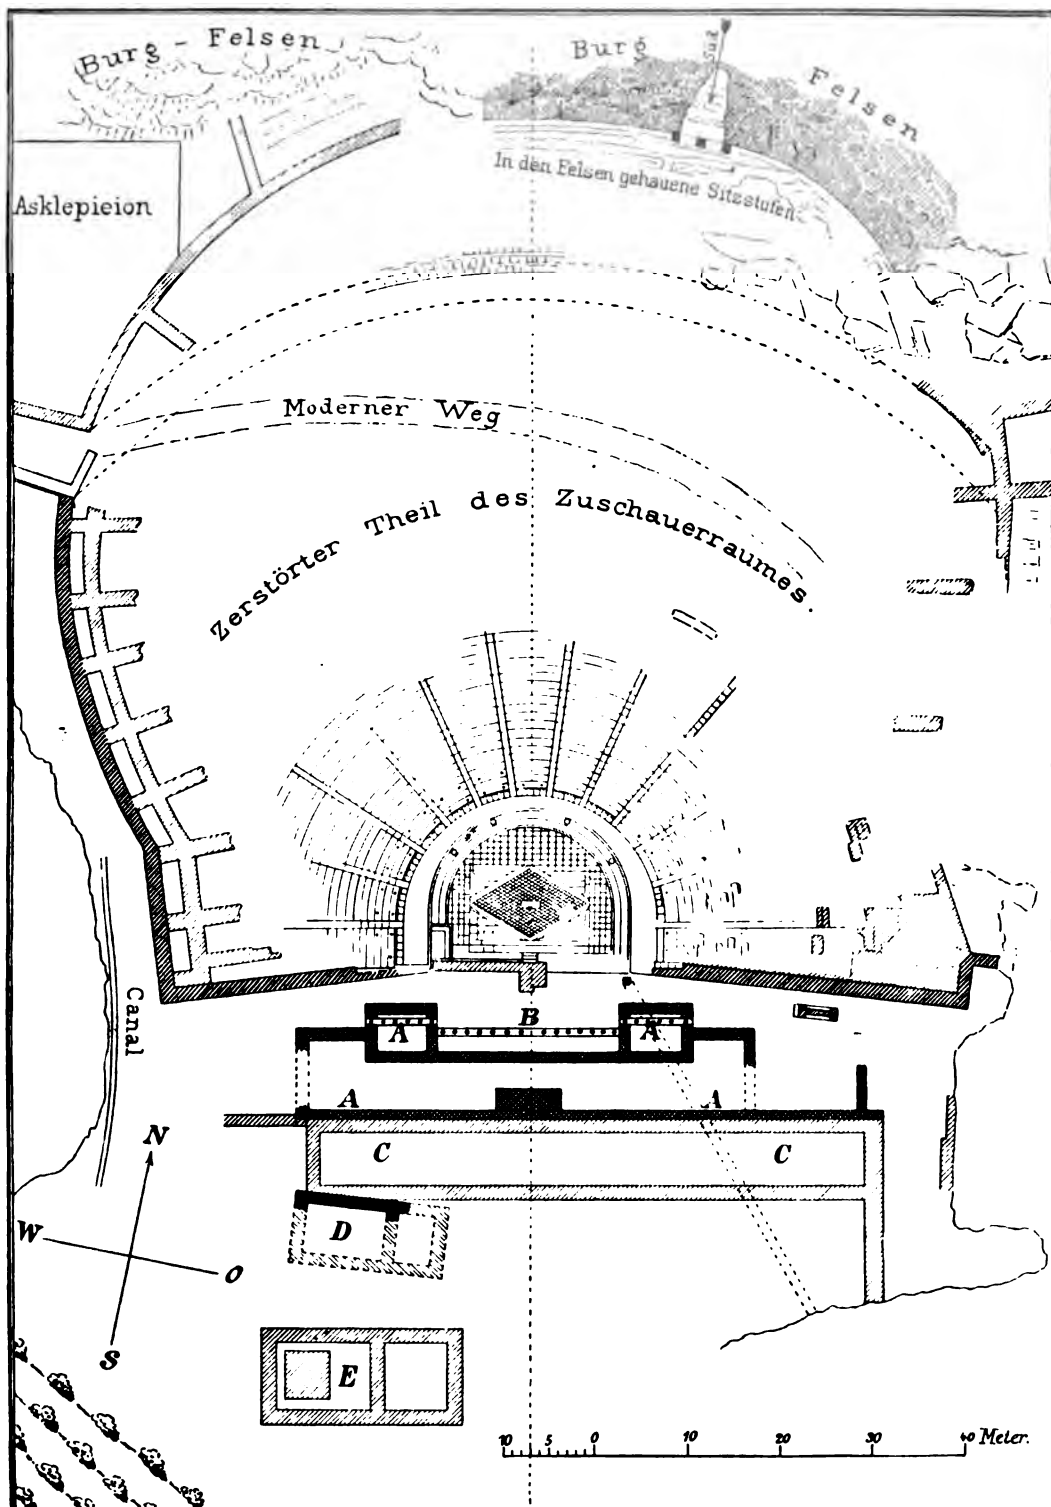 Burg - Felsen
Burg Felsen
Süd
In den Felsen gehauene Sitzstufen
Asklepieion
Moderner Weg
Zerstörter Theil des Zuschauerraumes.
B
A A
A A
Canal
C C
N
W O
S
D
E
10 5 0 10 20 30 40 Meter.